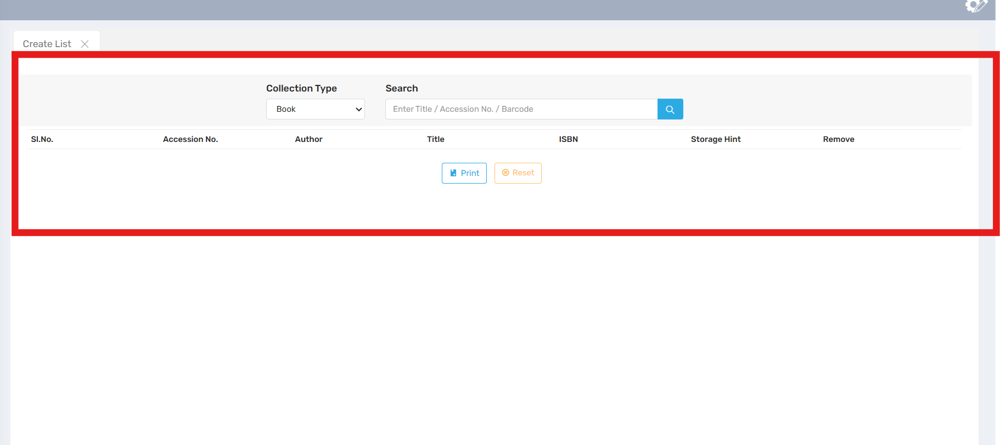 Create List
Collection Type Search
Book Enter Title / Accession No. / Barcode
Sl.No. Accession No. Author Title ISBN Storage Hint Remove
Print Reset